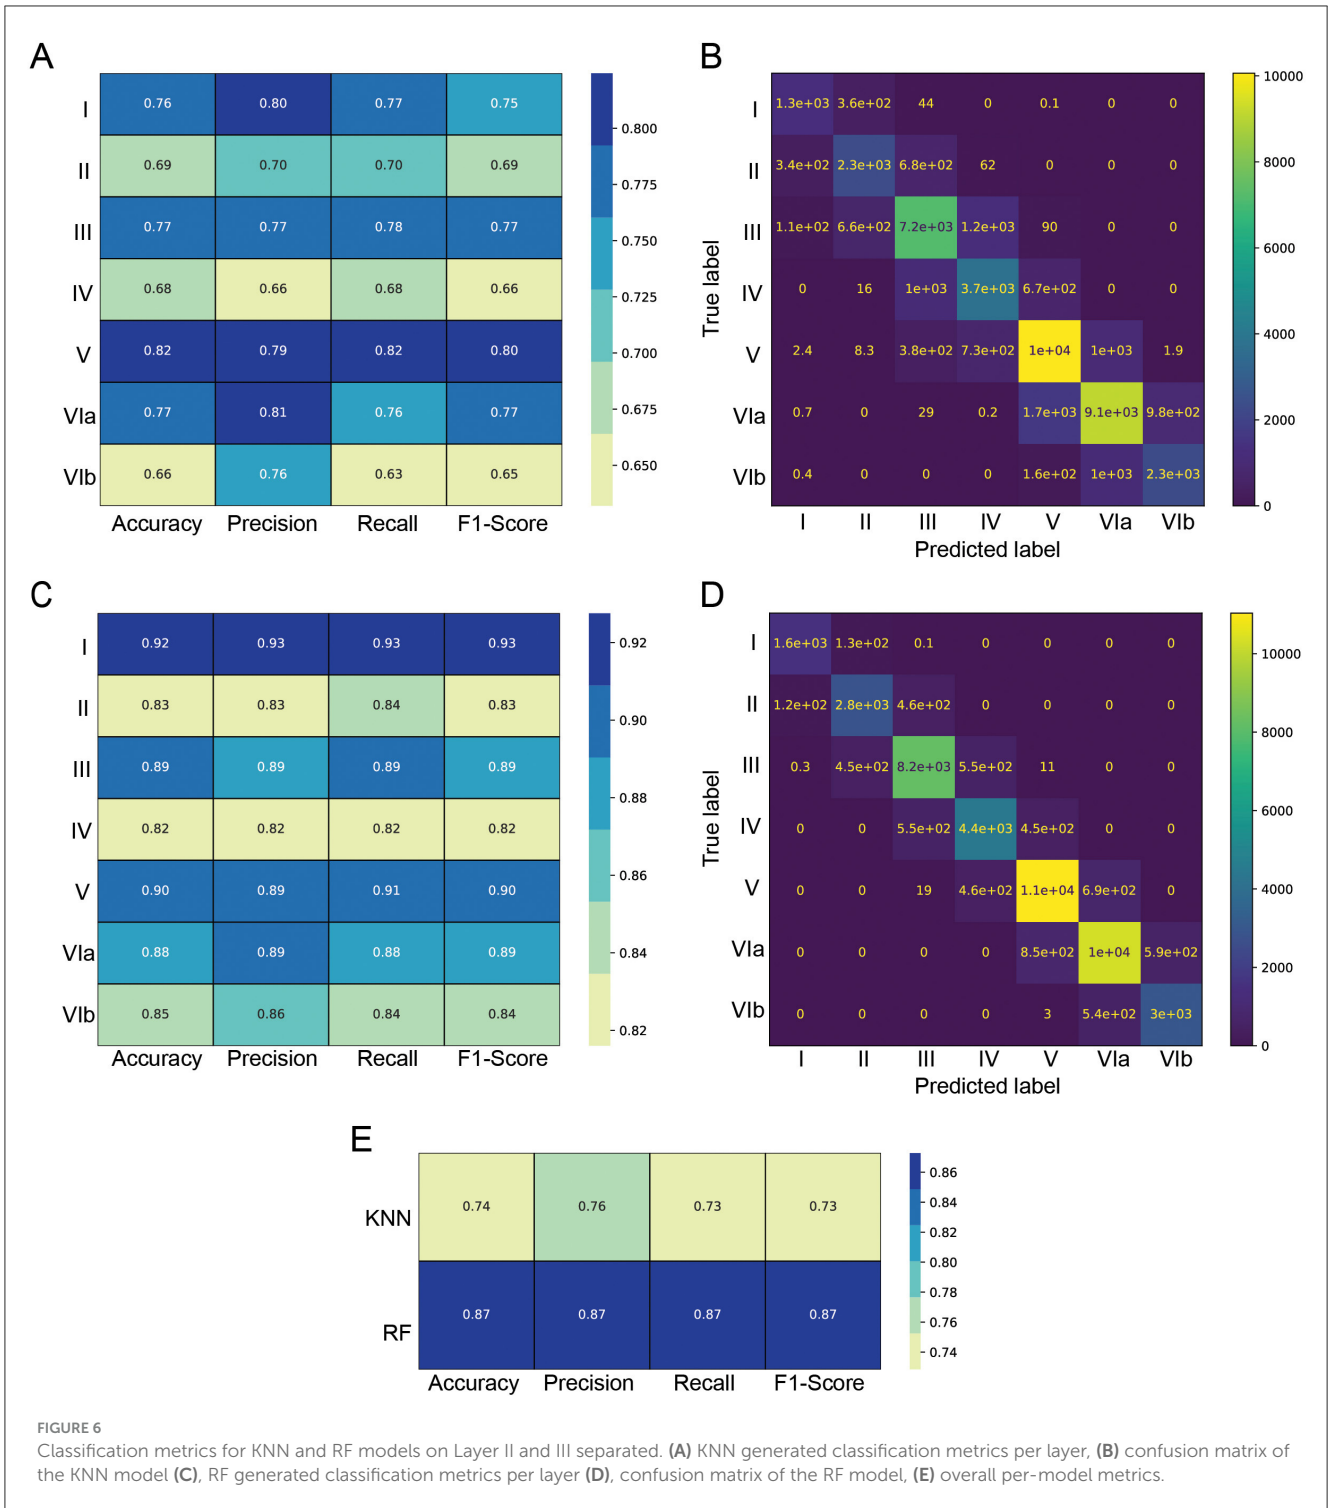 A
I 0.76 0.80 0.77 0.75
II 0.69 0.70 0.70 0.69
III 0.77 0.77 0.78 0.77
IV 0.68 0.66 0.68 0.66
V 0.82 0.79 0.82 0.80
VIa 0.77 0.81 0.76 0.77
VIb 0.66 0.76 0.63 0.65
Accuracy Precision Recall F1-Score
0.800
0.775
0.750
0.725
0.700
0.675
0.650
B
True label
I 1.3e+03 3.6e+02 44 0 0.1 0 0
II 3.4e+02 2.3e+03 6.8e+02 62 0 0 0
III 1.1e+02 6.6e+02 7.2e+03 1.2e+03 90 0 0
IV 0 16 1e+03 3.7e+03 6.7e+02 0 0
V 2.4 8.3 3.8e+02 7.3e+02 1e+04 1e+03 1.9
VIa 0.7 0 29 0.2 1.7e+03 9.1e+03 9.8e+02
VIb 0.4 0 0 0 1.6e+02 1e+03 2.3e+03
I II III IV V VIa VIb
Predicted label
10000
8000
6000
4000
2000
0
C
I 0.92 0.93 0.93 0.93
II 0.83 0.83 0.84 0.83
III 0.89 0.89 0.89 0.89
IV 0.82 0.82 0.82 0.82
V 0.90 0.89 0.91 0.90
VIa 0.88 0.89 0.88 0.89
VIb 0.85 0.86 0.84 0.84
Accuracy Precision Recall F1-Score
0.92
0.90
0.88
0.86
0.84
0.82
D
True label
I 1.6e+03 1.3e+02 0.1 0 0 0 0
II 1.2e+02 2.8e+03 4.6e+02 0 0 0 0
III 0.3 4.5e+02 8.2e+03 5.5e+02 11 0 0
IV 0 0 5.5e+02 4.4e+03 4.5e+02 0 0
V 0 0 19 4.6e+02 1.1e+04 6.9e+02 0
VIa 0 0 0 0 8.5e+02 1e+04 5.9e+02
VIb 0 0 0 0 3 5.4e+02 3e+03
I II III IV V VIa VIb
Predicted label
10000
8000
6000
4000
2000
0
E
KNN 0.74 0.76 0.73 0.73
RF 0.87 0.87 0.87 0.87
Accuracy Precision Recall F1-Score
0.86
0.84
0.82
0.80
0.78
0.76
0.74
FIGURE 6
Classification metrics for KNN and RF models on Layer II and III separated. (A) KNN generated classification metrics per layer, (B) confusion matrix of
the KNN model (C), RF generated classification metrics per layer (D), confusion matrix of the RF model, (E) overall per-model metrics.